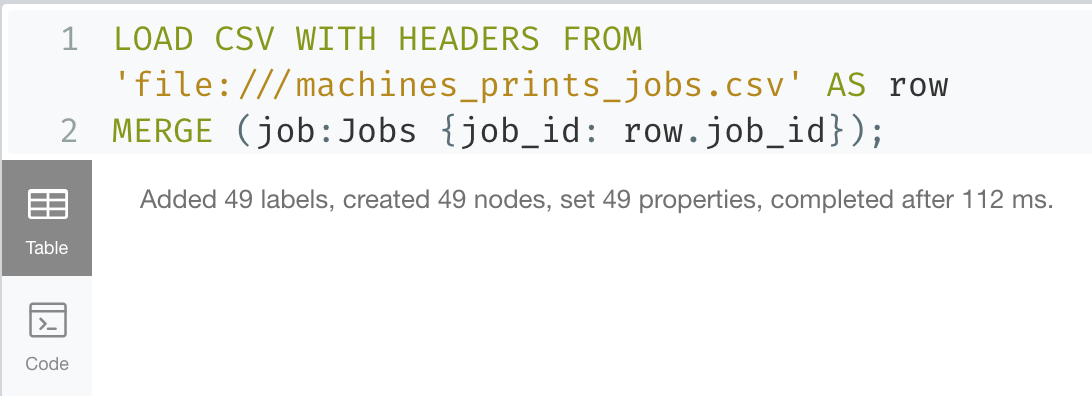 1 LOAD CSV WITH HEADERS FROM
'file:///machines_prints_jobs.csv' AS row
2 MERGE (job:Jobs {job_id: row.job_id});
Added 49 labels, created 49 nodes, set 49 properties, completed after 112 ms.
Table
Code